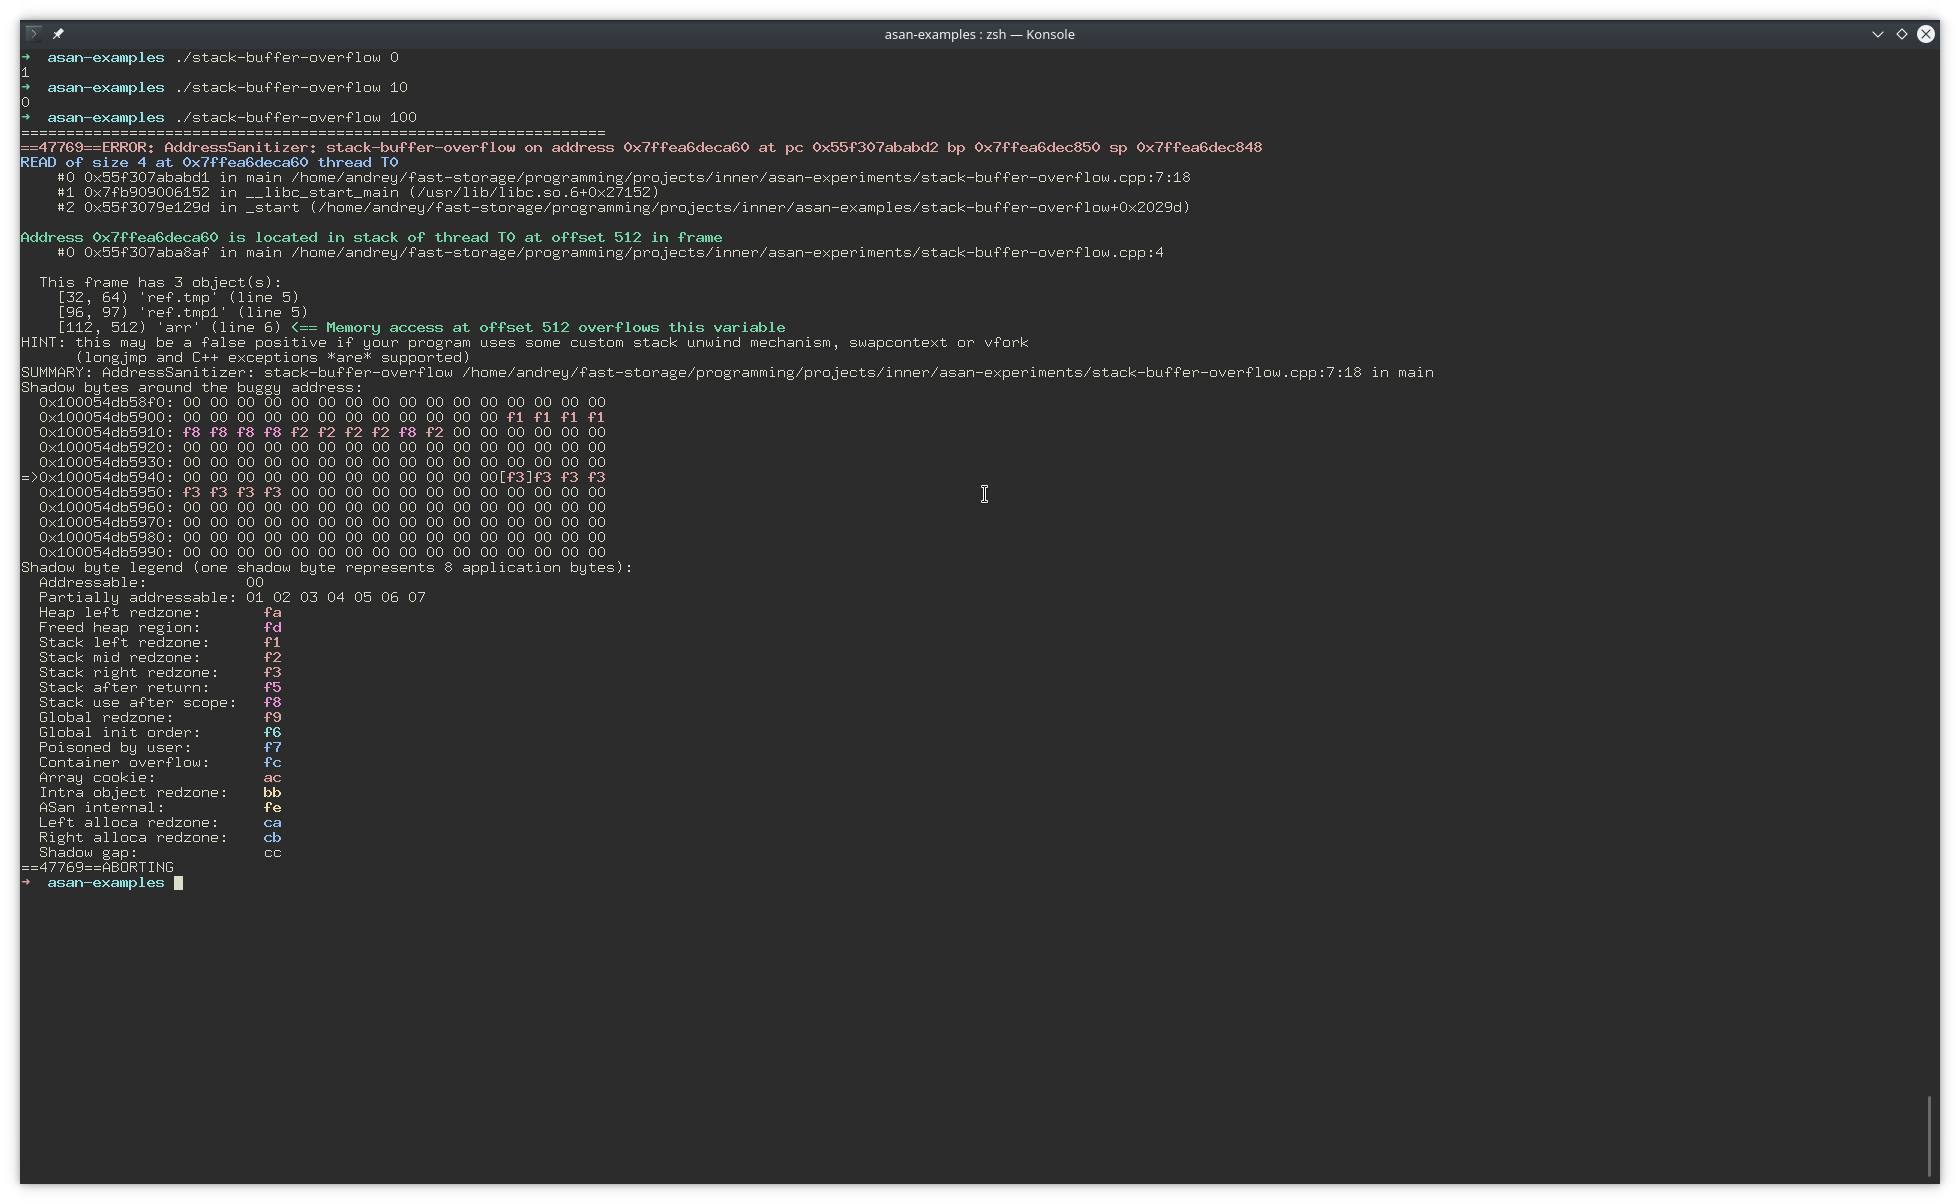 asan-examples : zsh — Konsole
➜  asan-examples ./stack-buffer-overflow 0
1
➜  asan-examples ./stack-buffer-overflow 10
0
➜  asan-examples ./stack-buffer-overflow 100
=================================================================
==47769==ERROR: AddressSanitizer: stack-buffer-overflow on address 0x7ffea6deca60 at pc 0x55f307ababd2 bp 0x7ffea6dec850 sp 0x7ffea6dec848
READ of size 4 at 0x7ffea6deca60 thread T0
    #0 0x55f307ababd1 in main /home/andrey/fast-storage/programming/projects/inner/asan-experiments/stack-buffer-overflow.cpp:7:18
    #1 0x7fb909006152 in __libc_start_main (/usr/lib/libc.so.6+0x27152)
    #2 0x55f3079e129d in _start (/home/andrey/fast-storage/programming/projects/inner/asan-examples/stack-buffer-overflow+0x2029d)
Address 0x7ffea6deca60 is located in stack of thread T0 at offset 512 in frame
    #0 0x55f307aba8af in main /home/andrey/fast-storage/programming/projects/inner/asan-experiments/stack-buffer-overflow.cpp:4
  This frame has 3 object(s):
    [32, 64) 'ref.tmp' (line 5)
    [96, 97) 'ref.tmp1' (line 5)
    [112, 512) 'arr' (line 6) <== Memory access at offset 512 overflows this variable
HINT: this may be a false positive if your program uses some custom stack unwind mechanism, swapcontext or vfork
      (longjmp and C++ exceptions *are* supported)
SUMMARY: AddressSanitizer: stack-buffer-overflow /home/andrey/fast-storage/programming/projects/inner/asan-experiments/stack-buffer-overflow.cpp:7:18 in main
Shadow bytes around the buggy address:
  0x100054db58f0: 00 00 00 00 00 00 00 00 00 00 00 00 00 00 00 00
  0x100054db5900: 00 00 00 00 00 00 00 00 00 00 00 00 f1 f1 f1 f1
  0x100054db5910: f8 f8 f8 f8 f2 f2 f2 f2 f8 f2 00 00 00 00 00 00
  0x100054db5920: 00 00 00 00 00 00 00 00 00 00 00 00 00 00 00 00
  0x100054db5930: 00 00 00 00 00 00 00 00 00 00 00 00 00 00 00 00
=>0x100054db5940: 00 00 00 00 00 00 00 00 00 00 00 00[f3]f3 f3 f3
  0x100054db5950: f3 f3 f3 f3 00 00 00 00 00 00 00 00 00 00 00 00
  0x100054db5960: 00 00 00 00 00 00 00 00 00 00 00 00 00 00 00 00
  0x100054db5970: 00 00 00 00 00 00 00 00 00 00 00 00 00 00 00 00
  0x100054db5980: 00 00 00 00 00 00 00 00 00 00 00 00 00 00 00 00
  0x100054db5990: 00 00 00 00 00 00 00 00 00 00 00 00 00 00 00 00
Shadow byte legend (one shadow byte represents 8 application bytes):
  Addressable:           00
  Partially addressable: 01 02 03 04 05 06 07
  Heap left redzone:       fa
  Freed heap region:       fd
  Stack left redzone:      f1
  Stack mid redzone:       f2
  Stack right redzone:     f3
  Stack after return:      f5
  Stack use after scope:   f8
  Global redzone:          f9
  Global init order:       f6
  Poisoned by user:        f7
  Container overflow:      fc
  Array cookie:            ac
  Intra object redzone:    bb
  ASan internal:           fe
  Left alloca redzone:     ca
  Right alloca redzone:    cb
  Shadow gap:              cc
==47769==ABORTING
➜  asan-examples